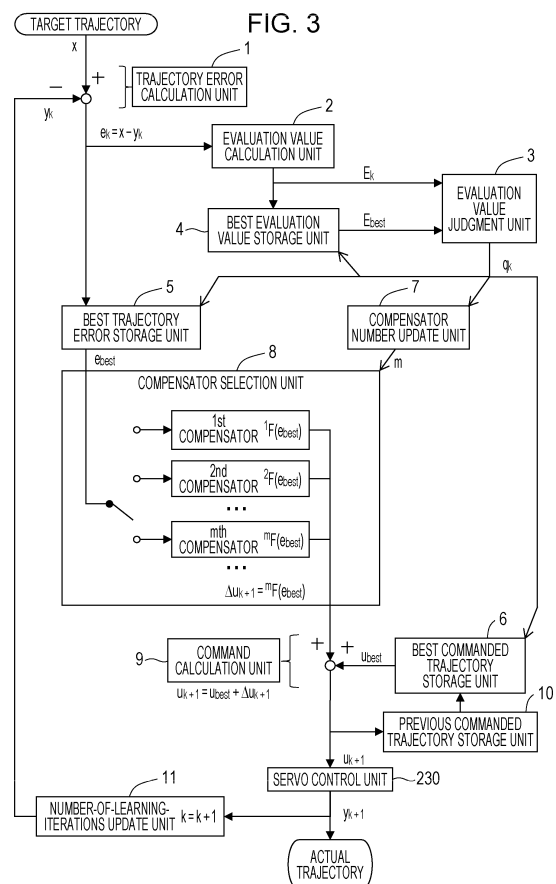 FIG. 3
TARGET TRAJECTORY
x
1
+
−
TRAJECTORY ERROR
CALCULATION UNIT
yk
2
ek = x − yk
EVALUATION VALUE
CALCULATION UNIT
3
Ek
EVALUATION
VALUE
JUDGMENT UNIT
4
BEST EVALUATION
VALUE STORAGE UNIT
Ebest
qk
5
7
BEST TRAJECTORY
ERROR STORAGE UNIT
COMPENSATOR
NUMBER UPDATE UNIT
ebest
8
m
COMPENSATOR SELECTION UNIT
1st
COMPENSATOR ¹F(ebest)
2nd
COMPENSATOR ²F(ebest)
...
mth
COMPENSATOR ᵐF(ebest)
...
Δuk+1 = ᵐF(ebest)
6
9
COMMAND
CALCULATION UNIT
+ +
ubest
BEST COMMANDED
TRAJECTORY
STORAGE UNIT
uk+1 = ubest + Δuk+1
10
PREVIOUS COMMANDED
TRAJECTORY STORAGE UNIT
uk+1
11
SERVO CONTROL UNIT
230
NUMBER-OF-LEARNING-
ITERATIONS UPDATE UNIT k = k + 1
yk+1
ACTUAL
TRAJECTORY